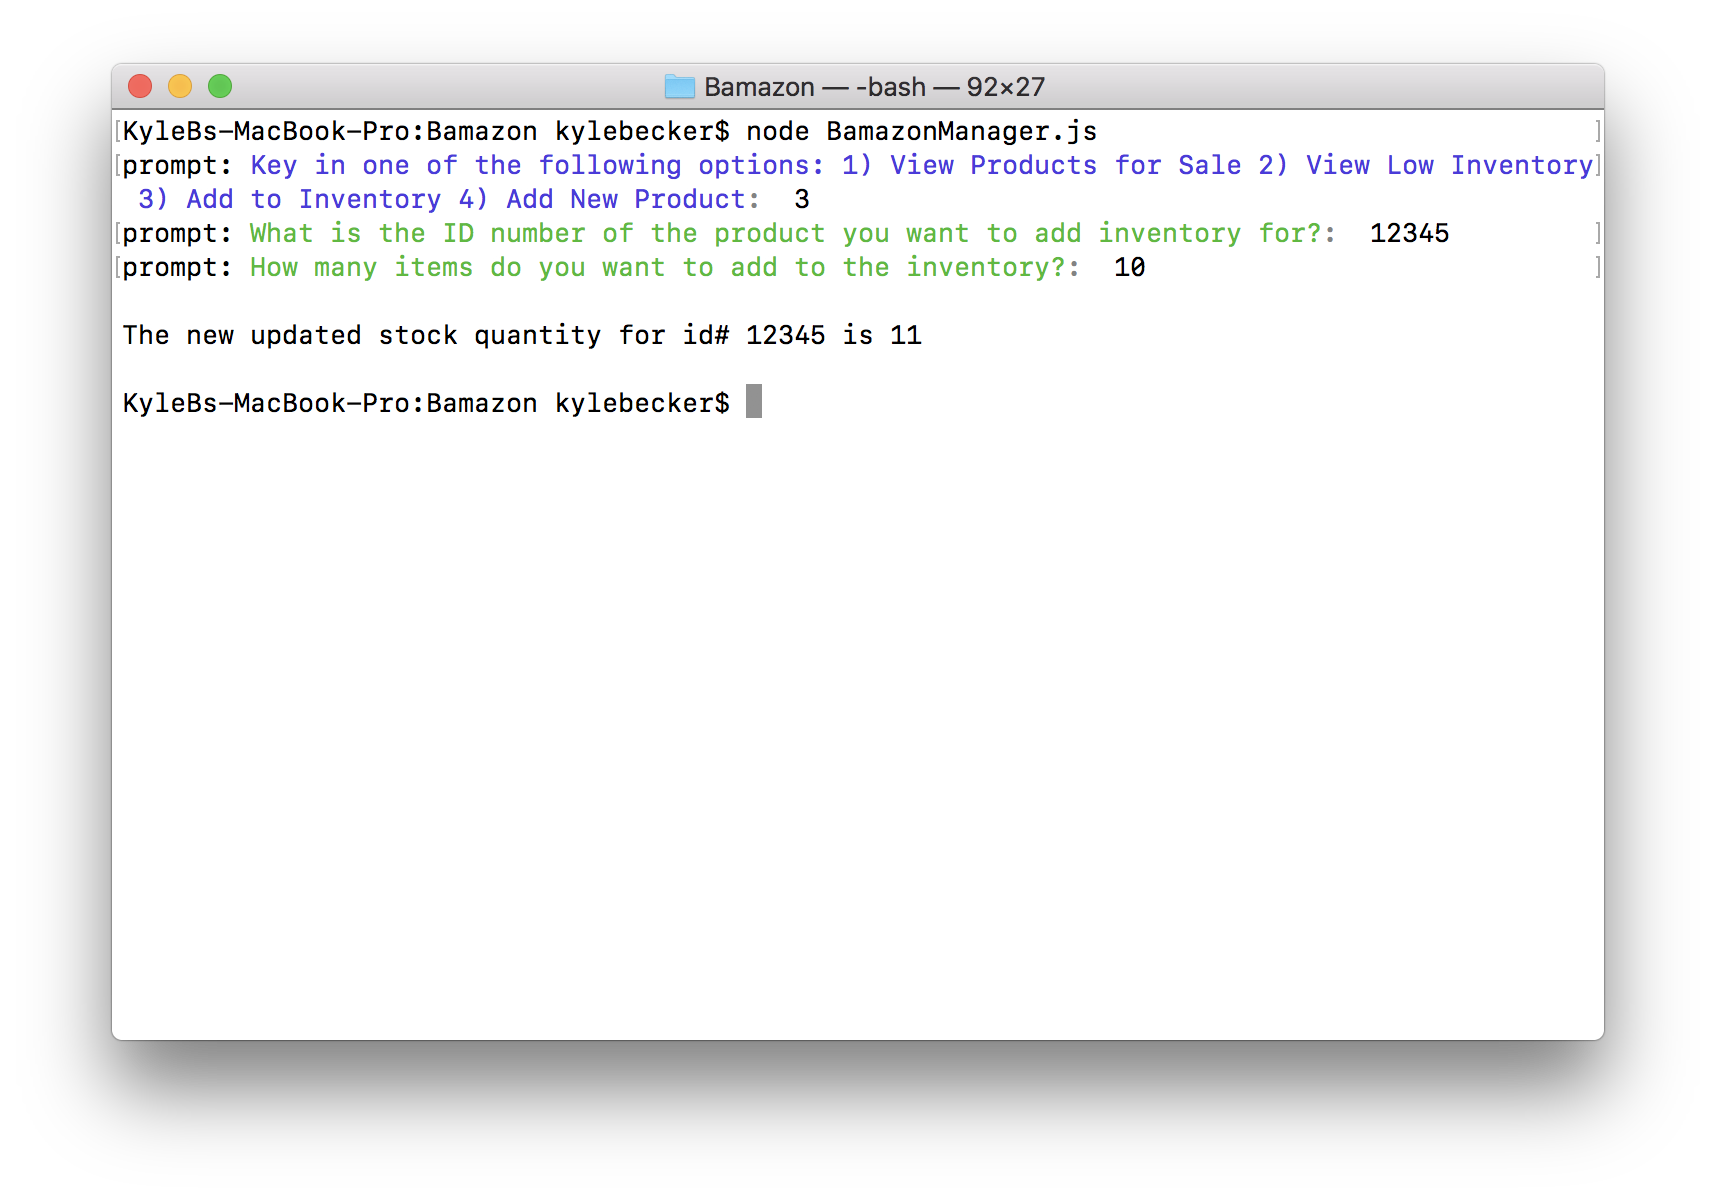 Bamazon — -bash — 92×27
[KyleBs-MacBook-Pro:Bamazon kylebecker$ node BamazonManager.js ]
[prompt: Key in one of the following options: 1) View Products for Sale 2) View Low Inventory]
3) Add to Inventory 4) Add New Product:  3
[prompt: What is the ID number of the product you want to add inventory for?:  12345 ]
[prompt: How many items do you want to add to the inventory?:  10 ]
The new updated stock quantity for id# 12345 is 11
KyleBs-MacBook-Pro:Bamazon kylebecker$